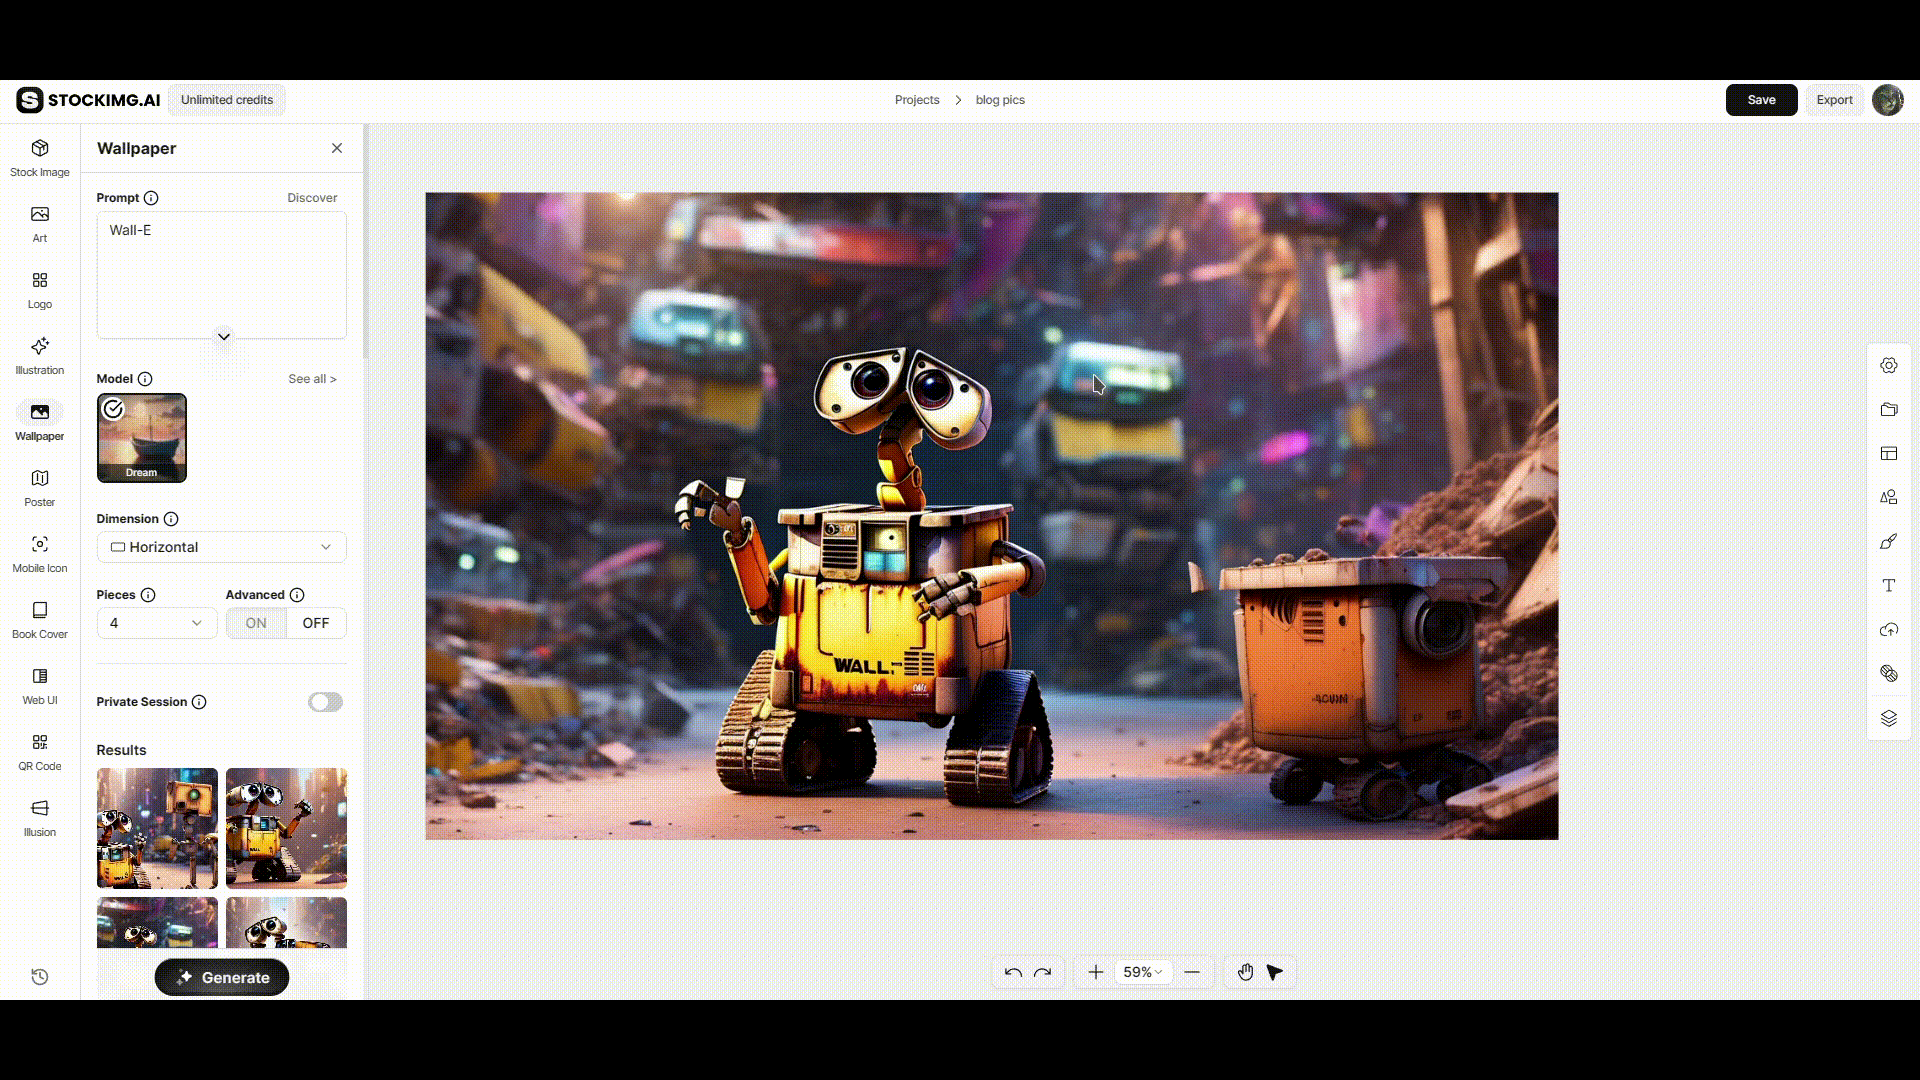 STOCKIMG.AI
Unlimited credits
Projects > blog pics
Save
Export
Stock Image
Art
Logo
Illustration
Wallpaper
Poster
Mobile Icon
Book Cover
Web UI
QR Code
Illusion
Wallpaper
Prompt
Discover
Wall-E
Model
See all >
Dream
Dimension
Horizontal
Pieces
Advanced
4
ON
OFF
Private Session
Results
Generate
WALL
59%